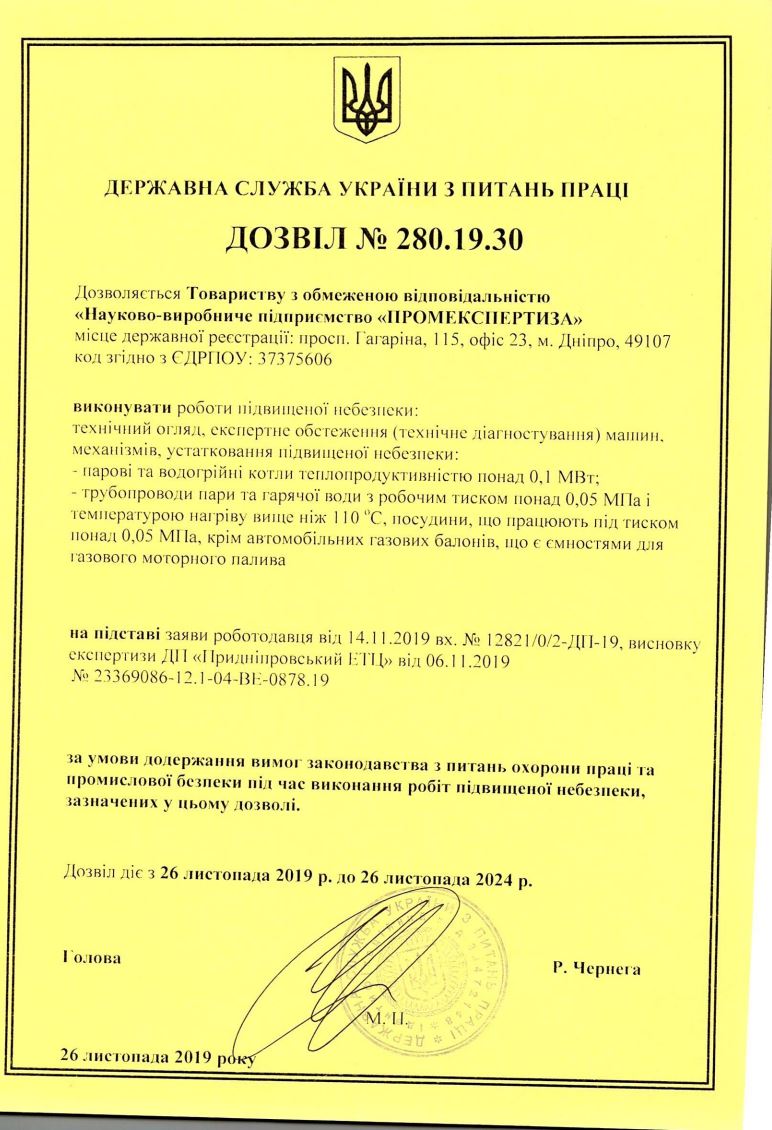 ДЕРЖАВНА СЛУЖБА УКРАЇНИ З ПИТАНЬ ПРАЦІ
ДОЗВІЛ № 280.19.30
Дозволяється Товариству з обмеженою відповідальністю
«Науково-виробниче підприємство «ПРОМЕКСПЕРТИЗА»
місце державної реєстрації: просп. Гагаріна, 115, офіс 23, м. Дніпро, 49107
код згідно з ЄДРПОУ: 37375606
виконувати роботи підвищеної небезпеки:
технічний огляд, експертне обстеження (технічне діагностування) машин,
механізмів, устатковання підвищеної небезпеки:
- парові та водогрійні котли теплопродуктивністю понад 0,1 МВт;
- трубопроводи пари та гарячої води з робочим тиском понад 0,05 МПа і
температурою нагріву вище ніж 110 °С, посудини, що працюють під тиском
понад 0,05 МПа, крім автомобільних газових балонів, що є ємностями для
газового моторного палива
на підставі заяви роботодавця від 14.11.2019 вх. № 12821/0/2-ДП-19, висновку
експертизи ДП «Придніпровський ЕТЦ» від 06.11.2019
№ 23369086-12.1-04-ВЕ-0878.19
за умови додержання вимог законодавства з питань охорони праці та
промислової безпеки під час виконання робіт підвищеної небезпеки,
зазначених у цьому дозволі.
Дозвіл діє з 26 листопада 2019 р. до 26 листопада 2024 р.
Голова
Р. Чернега
М. П.
26 листопада 2019 року